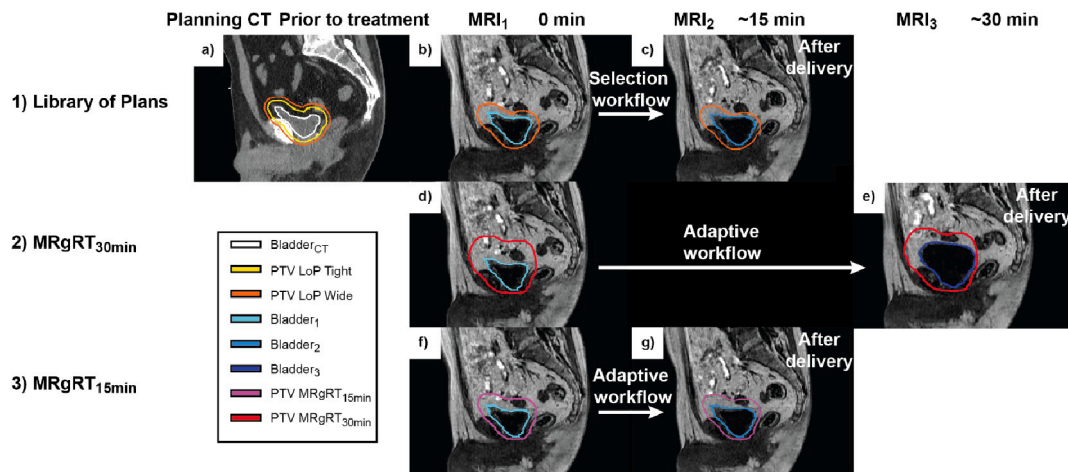 Planning CT Prior to treatment MRI₁ 0 min MRI₂ ~15 min MRI₃ ~30 min
a) b) c) After delivery
1) Library of Plans
Selection workflow
d) e) After delivery
2) MRgRT₃₀ₘᵢₙ
Adaptive workflow
Bladder_CT
PTV LoP Tight
PTV LoP Wide
Bladder₁
Bladder₂
Bladder₃
PTV MRgRT₁₅ₘᵢₙ
PTV MRgRT₃₀ₘᵢₙ
f) g) After delivery
3) MRgRT₁₅ₘᵢₙ
Adaptive workflow